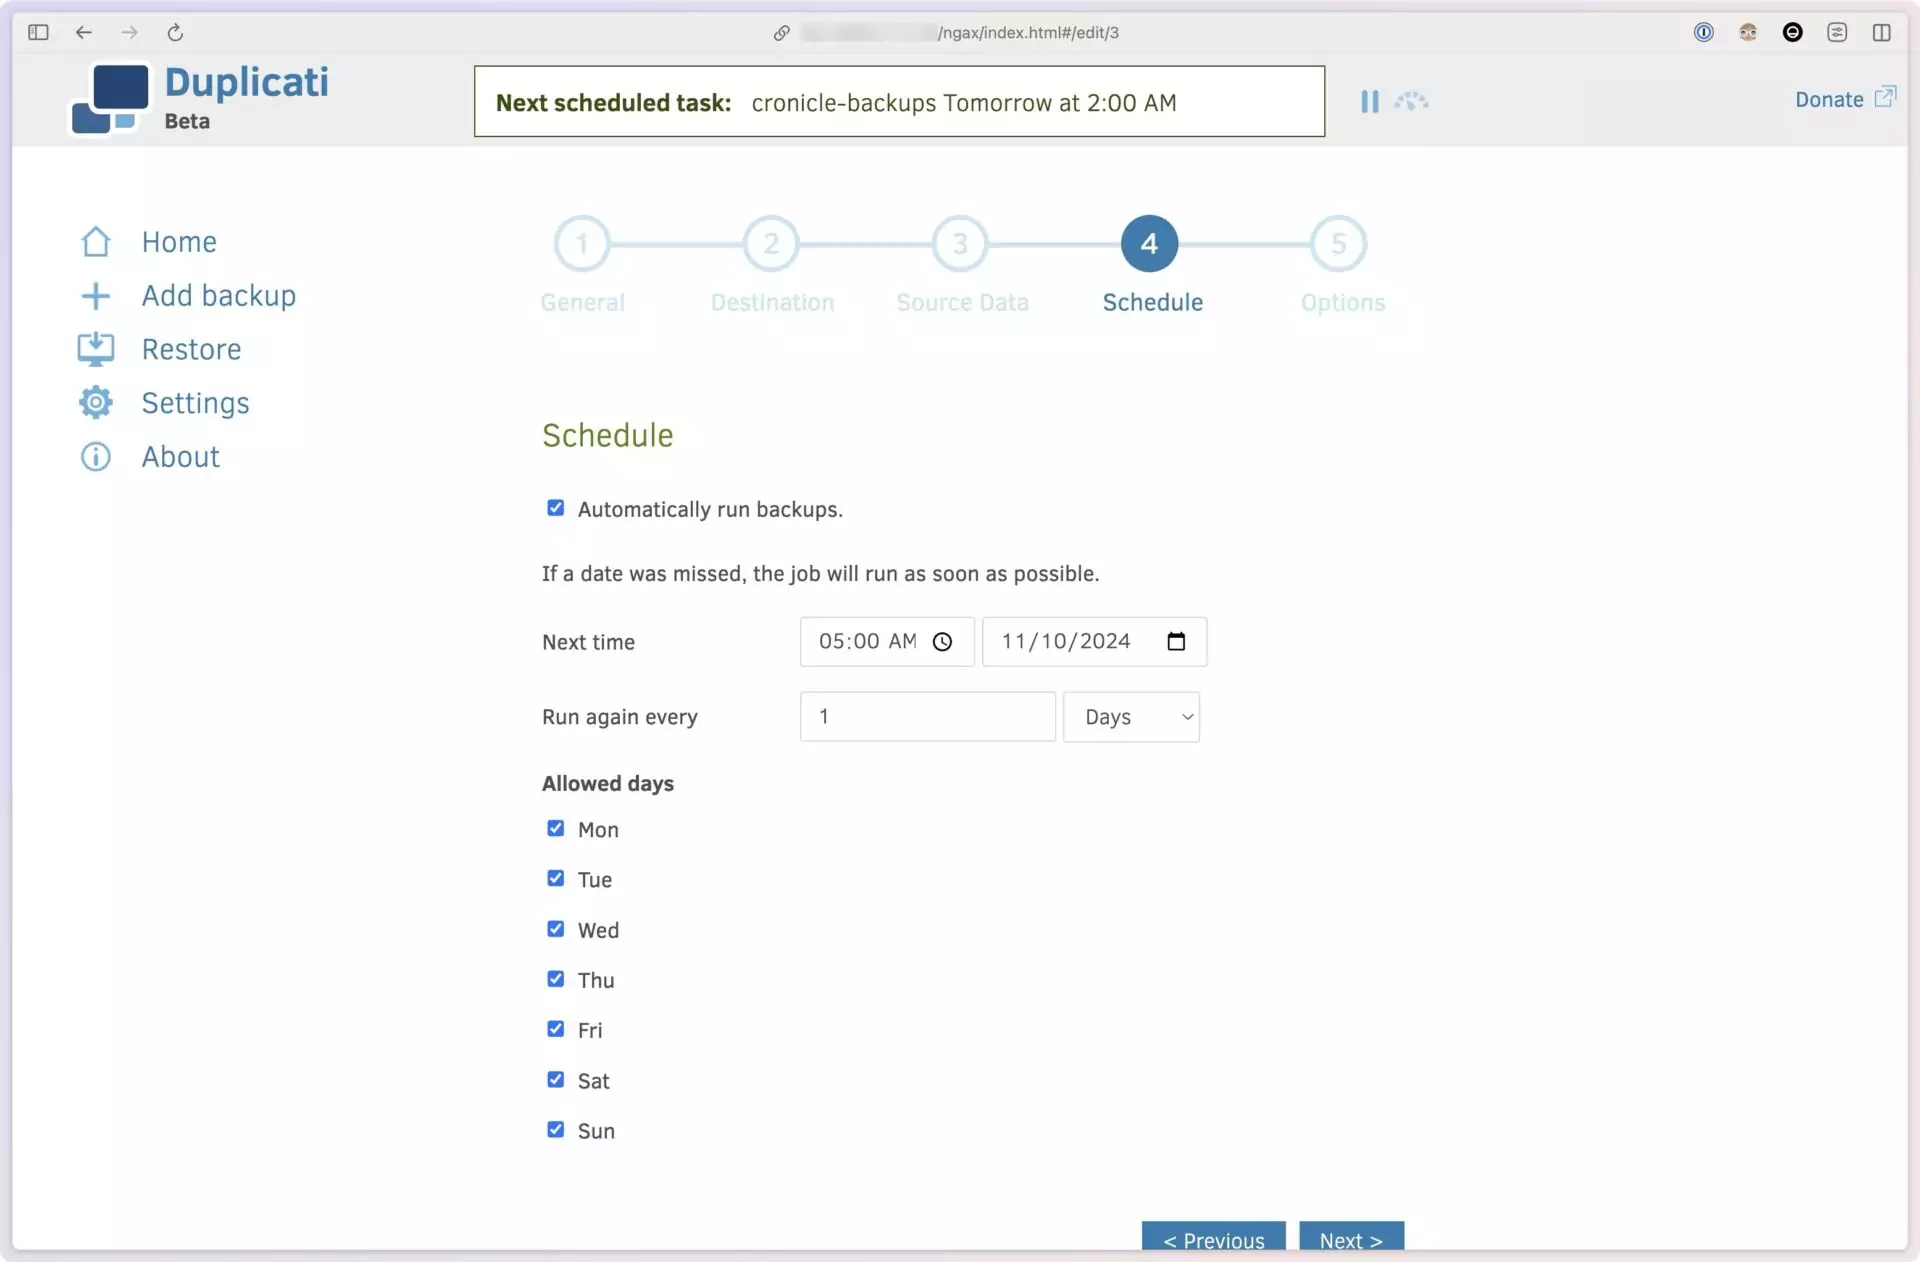 /ngax/index.html#/edit/3
Duplicati
Beta
Next scheduled task: cronicle-backups Tomorrow at 2:00 AM
Donate
Home
Add backup
Restore
Settings
About
1 2 3 4 5
General Destination Source Data Schedule Options
Schedule
Automatically run backups.
If a date was missed, the job will run as soon as possible.
Next time 05:00 AM 11/10/2024
Run again every 1 Days
Allowed days
Mon
Tue
Wed
Thu
Fri
Sat
Sun
< Previous Next >